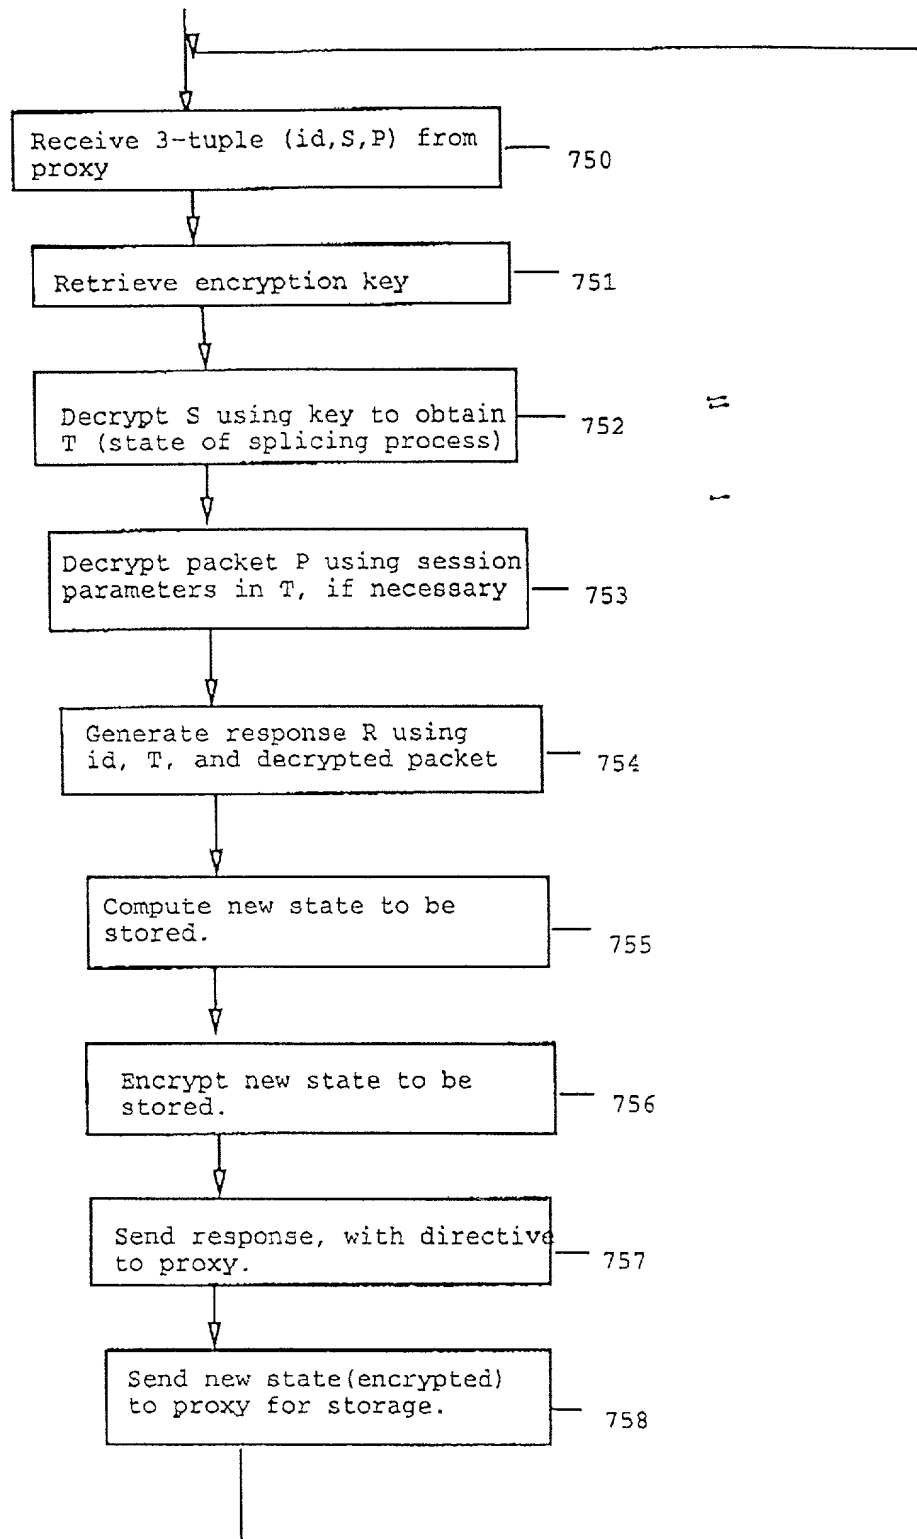 Receive 3-tuple (id,S,P) from
proxy
750
Retrieve encryption key
751
Decrypt S using key to obtain
T (state of splicing process)
752
Decrypt packet P using session
parameters in T, if necessary
753
Generate response R using
id, T, and decrypted packet
754
Compute new state to be
stored.
755
Encrypt new state to be
stored.
756
Send response, with directive
to proxy.
757
Send new state(encrypted)
to proxy for storage.
758